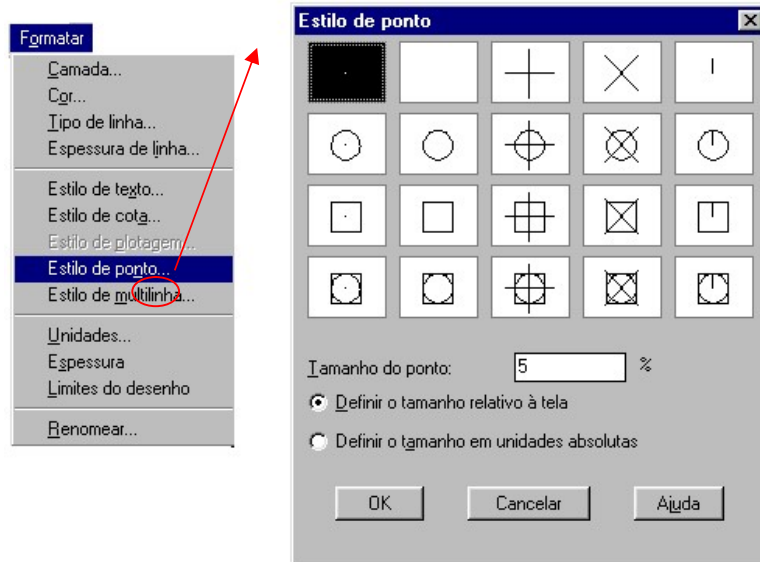 Formatar
Camada...
Cor...
Tipo de linha...
Espessura de linha...
Estilo de texto...
Estilo de cota...
Estilo de plotagem...
Estilo de ponto...
Estilo de multilinha...
Unidades...
Espessura
Limites do desenho
Renomear...
Estilo de ponto
Tamanho do ponto: 5 %
Definir o tamanho relativo à tela
Definir o tamanho em unidades absolutas
OK Cancelar Ajuda